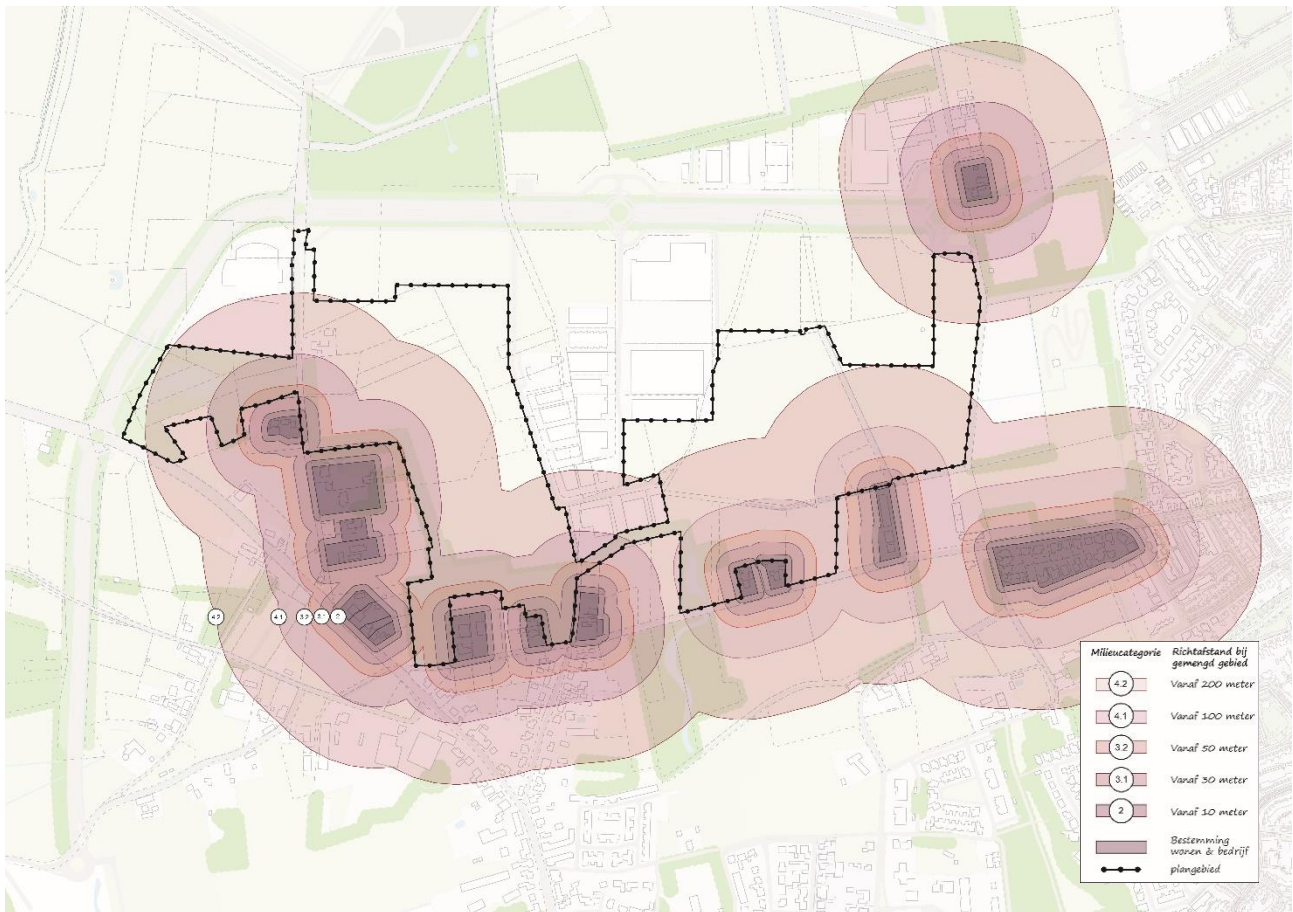 4.2 4.1 3.2 3.1 2
Milieucategorie Richtafstand bij
gemengd gebied
4.2 Vanaf 200 meter
4.1 Vanaf 100 meter
3.2 Vanaf 50 meter
3.1 Vanaf 30 meter
2 Vanaf 10 meter
Bestemming
wonen & bedrijf
plangebied